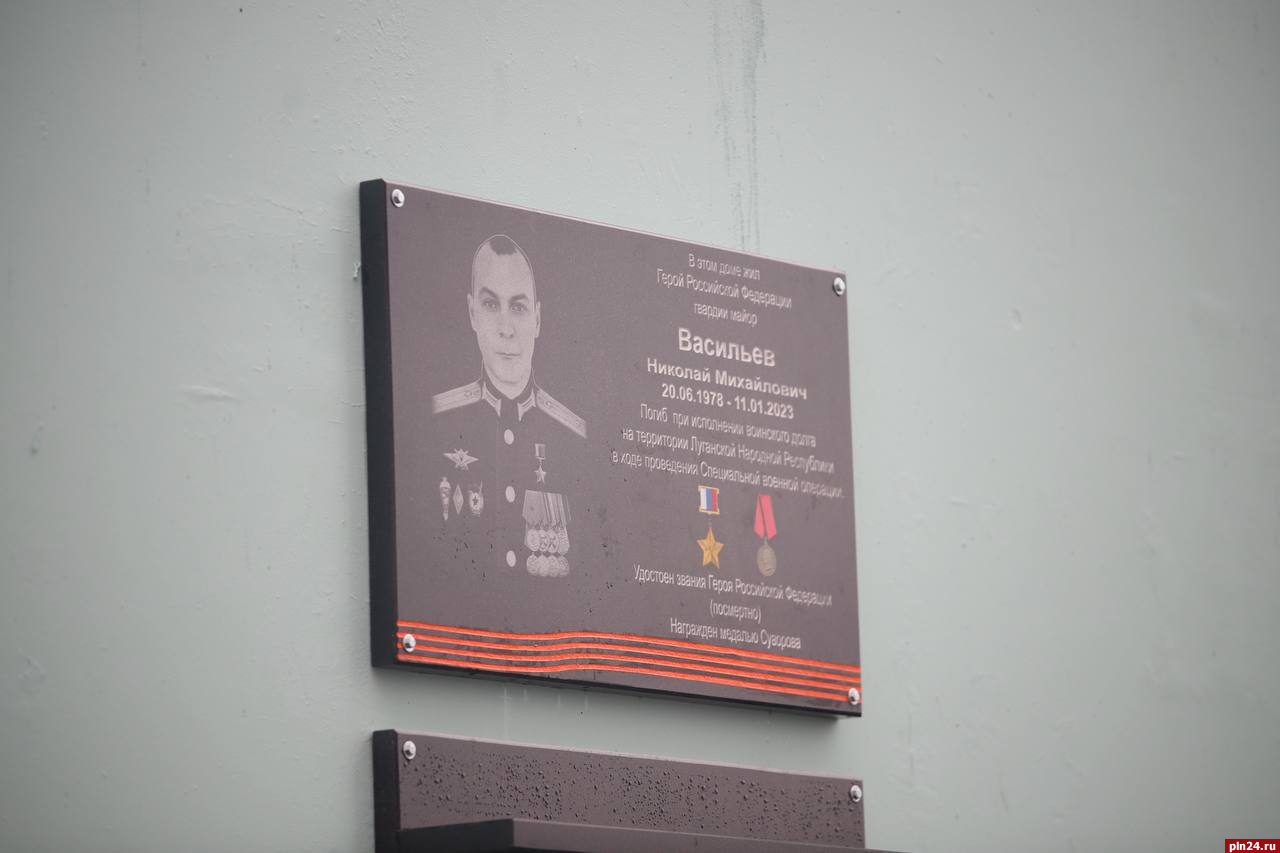 В этом доме жил
Герой Российской Федерации
гвардии майор
Васильев
Николай Михайлович
20.06.1978 - 11.01.2023
Погиб при исполнении воинского долга
на территории Луганской Народной Республики
в ходе проведения Специальной военной операции.
Удостоен звания Героя Российской Федерации
(посмертно)
Награжден медалью Суворова
pln24.ru